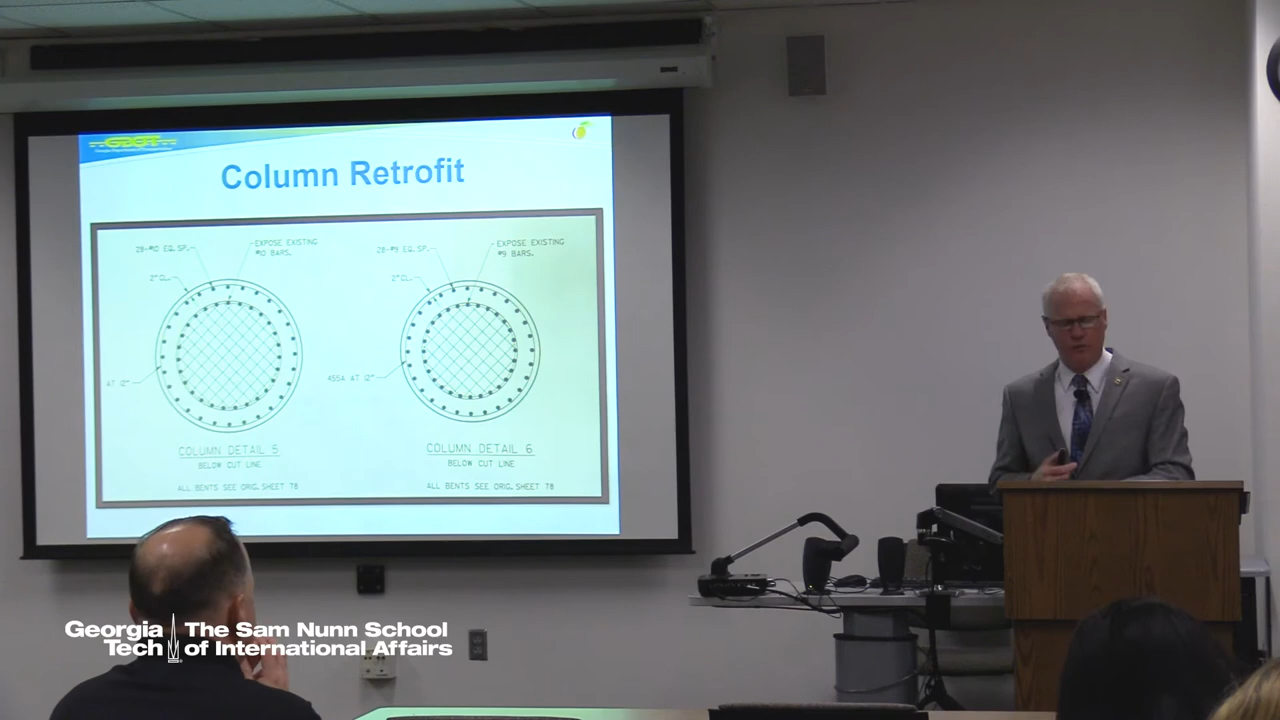 GDOT
Column Retrofit
28-#10 EQ. SP.
EXPOSE EXISTING
#10 BARS.
2" CL.
AT 12"
COLUMN DETAIL 5
BELOW CUT LINE
ALL BENTS SEE ORIG. SHEET 78
28-#9 EQ. SP.
EXPOSE EXISTING
#9 BARS.
2" CL.
455A AT 12"
COLUMN DETAIL 6
BELOW CUT LINE
ALL BENTS SEE ORIG. SHEET 78
Georgia
Tech
The Sam Nunn School
of International Affairs